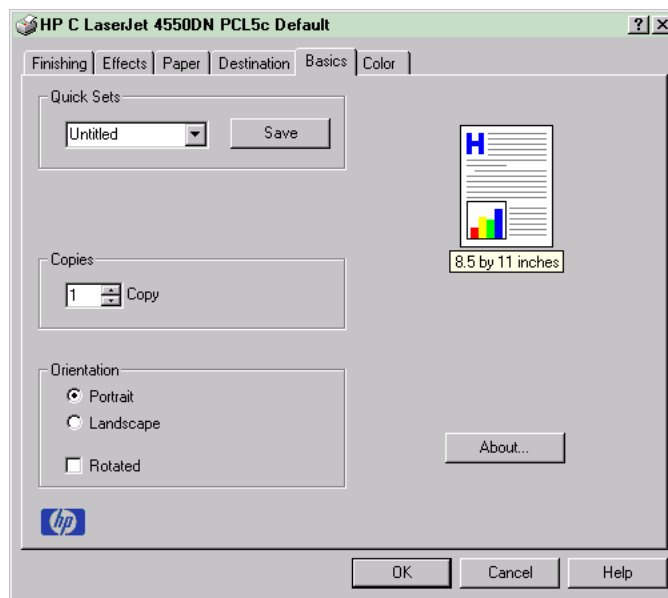 HP C LaserJet 4550DN PCL5c Default
Finishing Effects Paper Destination Basics Color
Quick Sets
Untitled Save
H
8.5 by 11 inches
Copies
1 Copy
Orientation
Portrait
Landscape
Rotated
About...
hp
OK Cancel Help